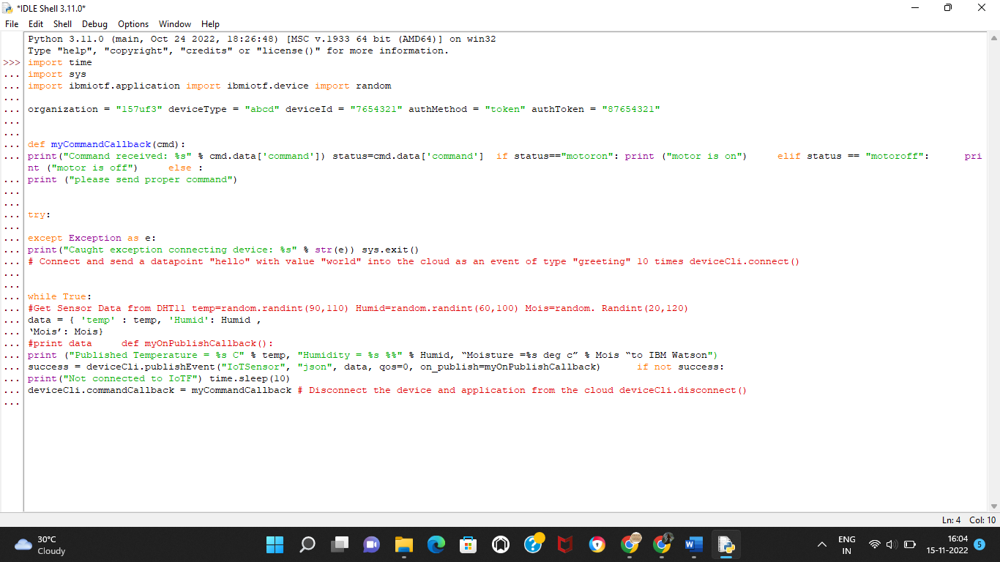 *IDLE Shell 3.11.0*
File Edit Shell Debug Options Window Help
Python 3.11.0 (main, Oct 24 2022, 18:26:48) [MSC v.1933 64 bit (AMD64)] on win32
Type "help", "copyright", "credits" or "license()" for more information.
>>> import time
... import sys
... import ibmiotf.application import ibmiotf.device import random
...
... organization = "157uf3" deviceType = "abcd" deviceId = "7654321" authMethod = "token" authToken = "87654321"
...
...
... def myCommandCallback(cmd):
... print("Command received: %s" % cmd.data['command']) status=cmd.data['command']  if status=="motoron": print ("motor is on")     elif status == "motoroff":      pri
nt ("motor is off")     else :
... print ("please send proper command")
...
...
... try:
...
... except Exception as e:
... print("Caught exception connecting device: %s" % str(e)) sys.exit()
... # Connect and send a datapoint "hello" with value "world" into the cloud as an event of type "greeting" 10 times deviceCli.connect()
...
...
... while True:
... #Get Sensor Data from DHT11 temp=random.randint(90,110) Humid=random.randint(60,100) Mois=random. Randint(20,120)
... data = { 'temp' : temp, 'Humid': Humid ,
... ‘Mois’: Mois}
... #print data     def myOnPublishCallback():
... print ("Published Temperature = %s C" % temp, "Humidity = %s %%" % Humid, “Moisture =%s deg c” % Mois “to IBM Watson")
... success = deviceCli.publishEvent("IoTSensor", "json", data, qos=0, on_publish=myOnPublishCallback)      if not success:
... print("Not connected to IoTF") time.sleep(10)
... deviceCli.commandCallback = myCommandCallback # Disconnect the device and application from the cloud deviceCli.disconnect()
...
Ln: 4 Col: 10
30°C
Cloudy
ENG
IN
16:04
15-11-2022
5